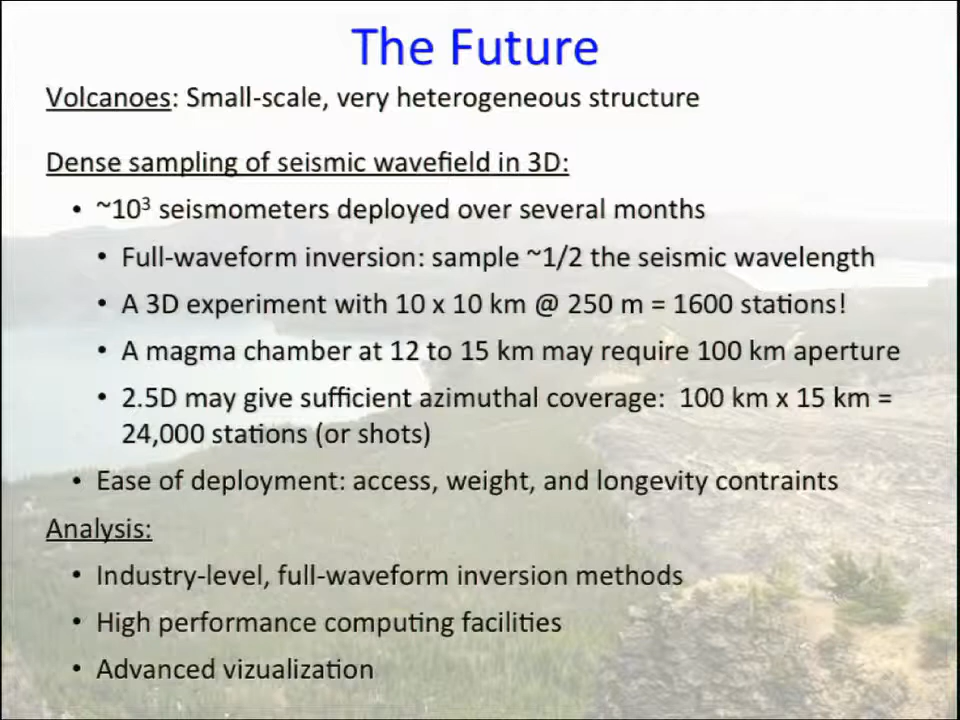 The Future
Volcanoes: Small-scale, very heterogeneous structure
Dense sampling of seismic wavefield in 3D:
• ~10³ seismometers deployed over several months
• Full-waveform inversion: sample ~1/2 the seismic wavelength
• A 3D experiment with 10 x 10 km @ 250 m = 1600 stations!
• A magma chamber at 12 to 15 km may require 100 km aperture
• 2.5D may give sufficient azimuthal coverage: 100 km x 15 km =
24,000 stations (or shots)
• Ease of deployment: access, weight, and longevity contraints
Analysis:
• Industry-level, full-waveform inversion methods
• High performance computing facilities
• Advanced vizualization